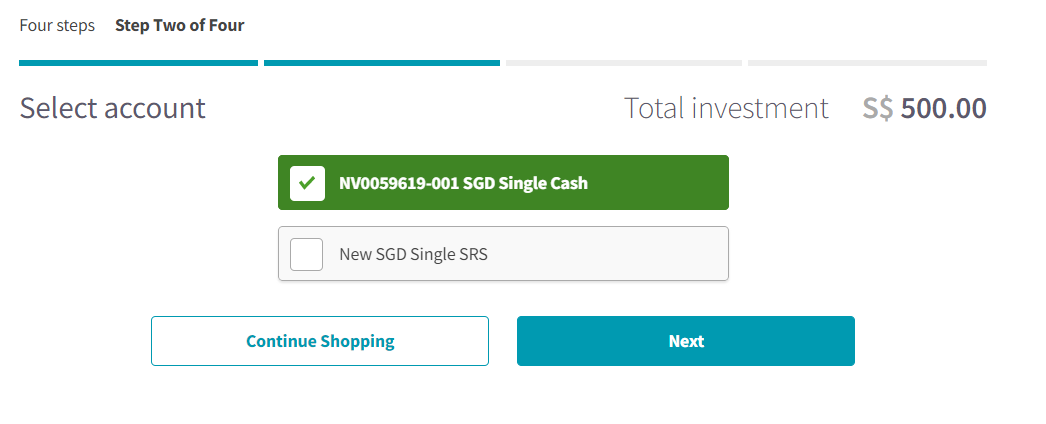 Four steps Step Two of Four
Select account Total investment S$ 500.00
NV0059619-001 SGD Single Cash
New SGD Single SRS
Continue Shopping Next